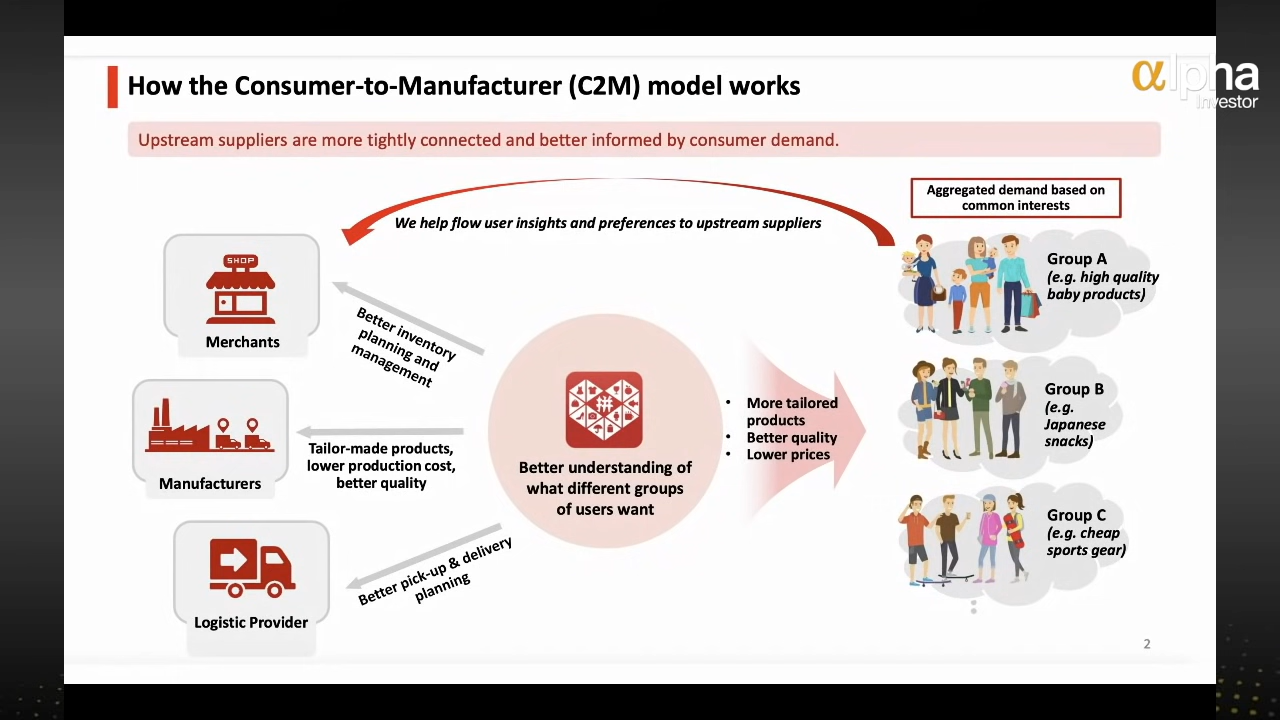 How the Consumer-to-Manufacturer (C2M) model works
αlpha
Investor
Upstream suppliers are more tightly connected and better informed by consumer demand.
We help flow user insights and preferences to upstream suppliers
Aggregated demand based on
common interests
SHOP
Merchants
Better inventory
planning and
management
Manufacturers
Tailor-made products,
lower production cost,
better quality
Logistic Provider
Better pick-up & delivery
planning
Better understanding of
what different groups
of users want
• More tailored
products
• Better quality
• Lower prices
Group A
(e.g. high quality
baby products)
Group B
(e.g.
Japanese
snacks)
Group C
(e.g. cheap
sports gear)
2